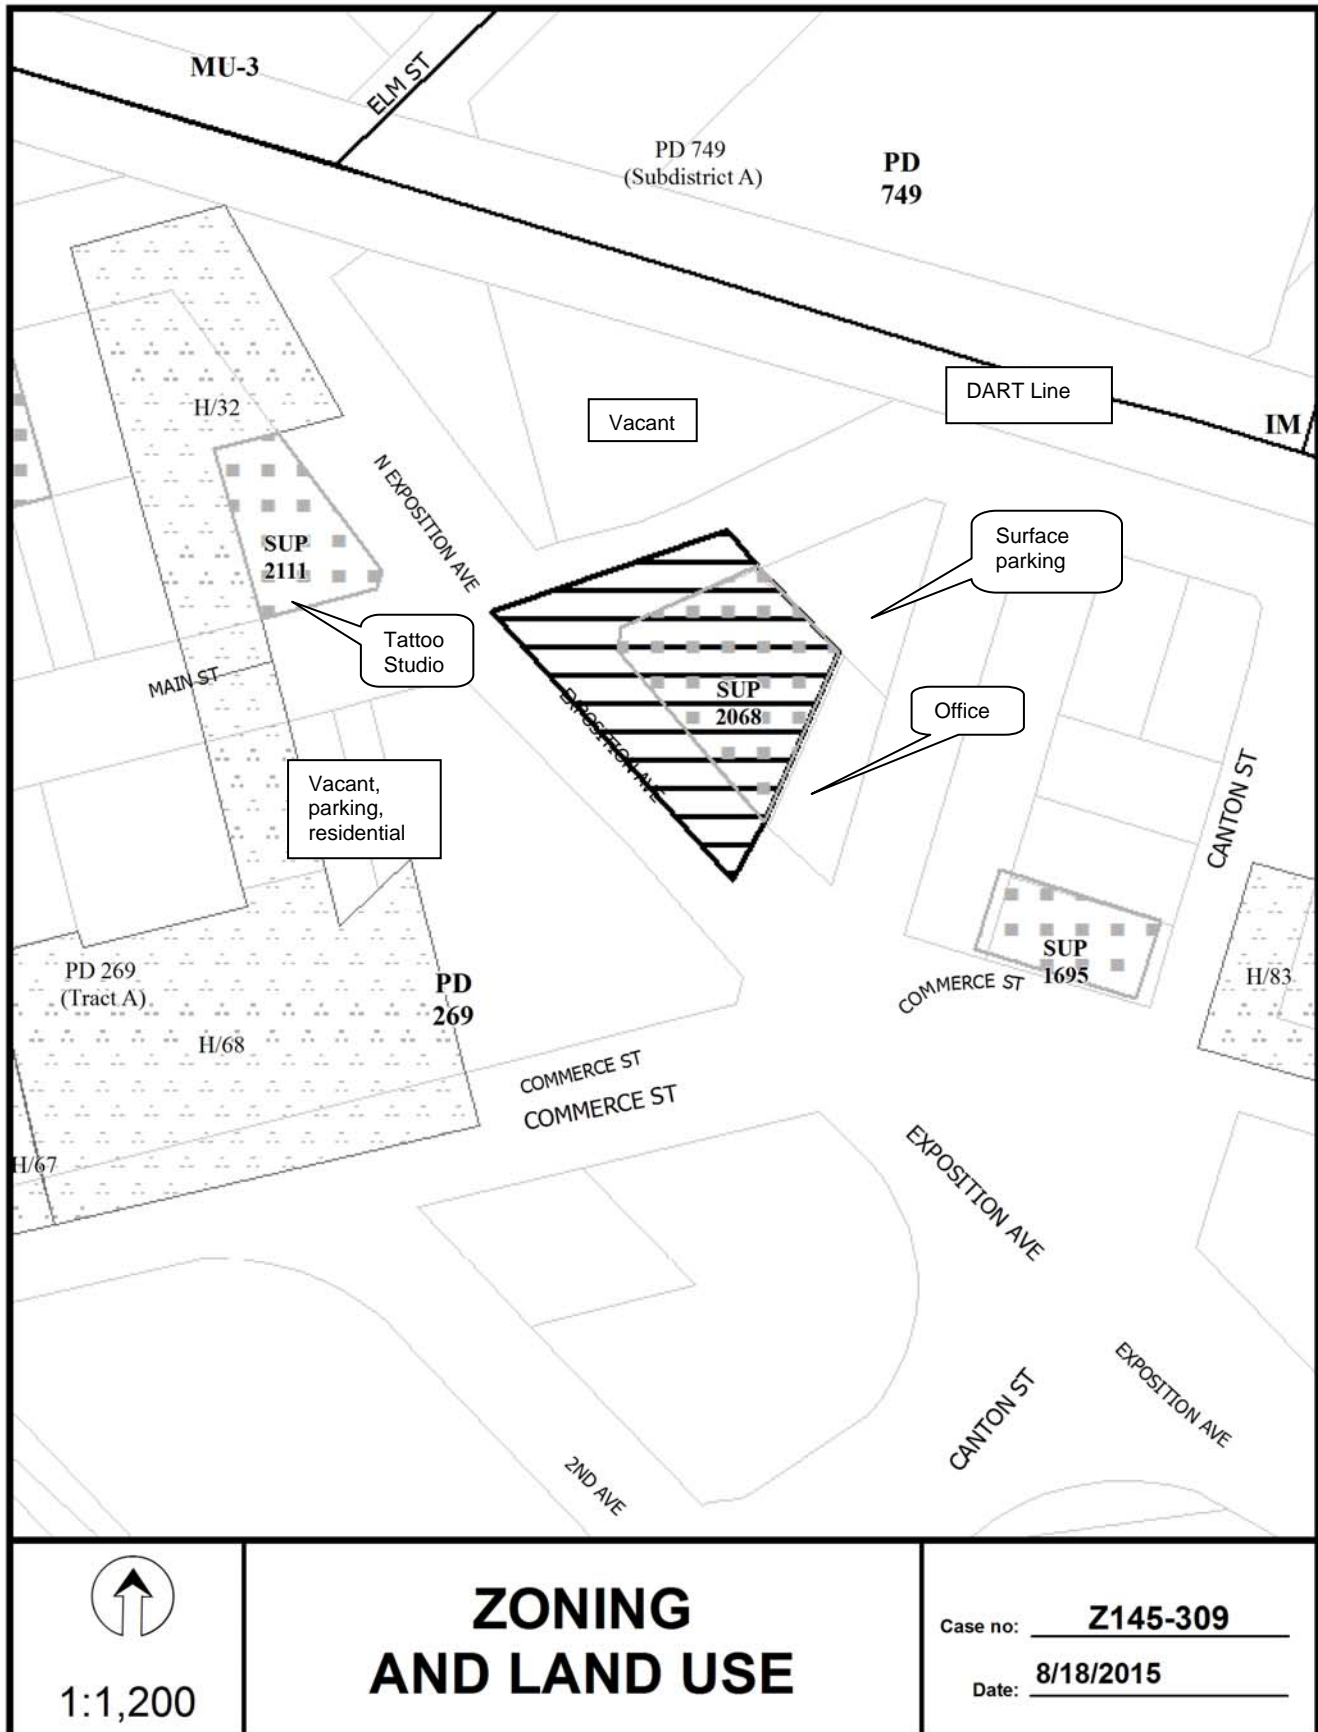 MU-3
ELM ST
PD 749
(Subdistrict A)
PD
749
DART Line
IM
H/32
Vacant
N EXPOSITION AVE
SUP
2111
Surface
parking
Tattoo
Studio
MAIN ST
SUP
2068
Office
EXPOSITION AVE
Vacant,
parking,
residential
CANTON ST
PD 269
(Tract A)
PD
269
SUP
1695
COMMERCE ST
H/83
H/68
COMMERCE ST
COMMERCE ST
H/67
EXPOSITION AVE
CANTON ST
EXPOSITION AVE
2ND AVE
1:1,200
ZONING
AND LAND USE
Case no: Z145-309
Date: 8/18/2015